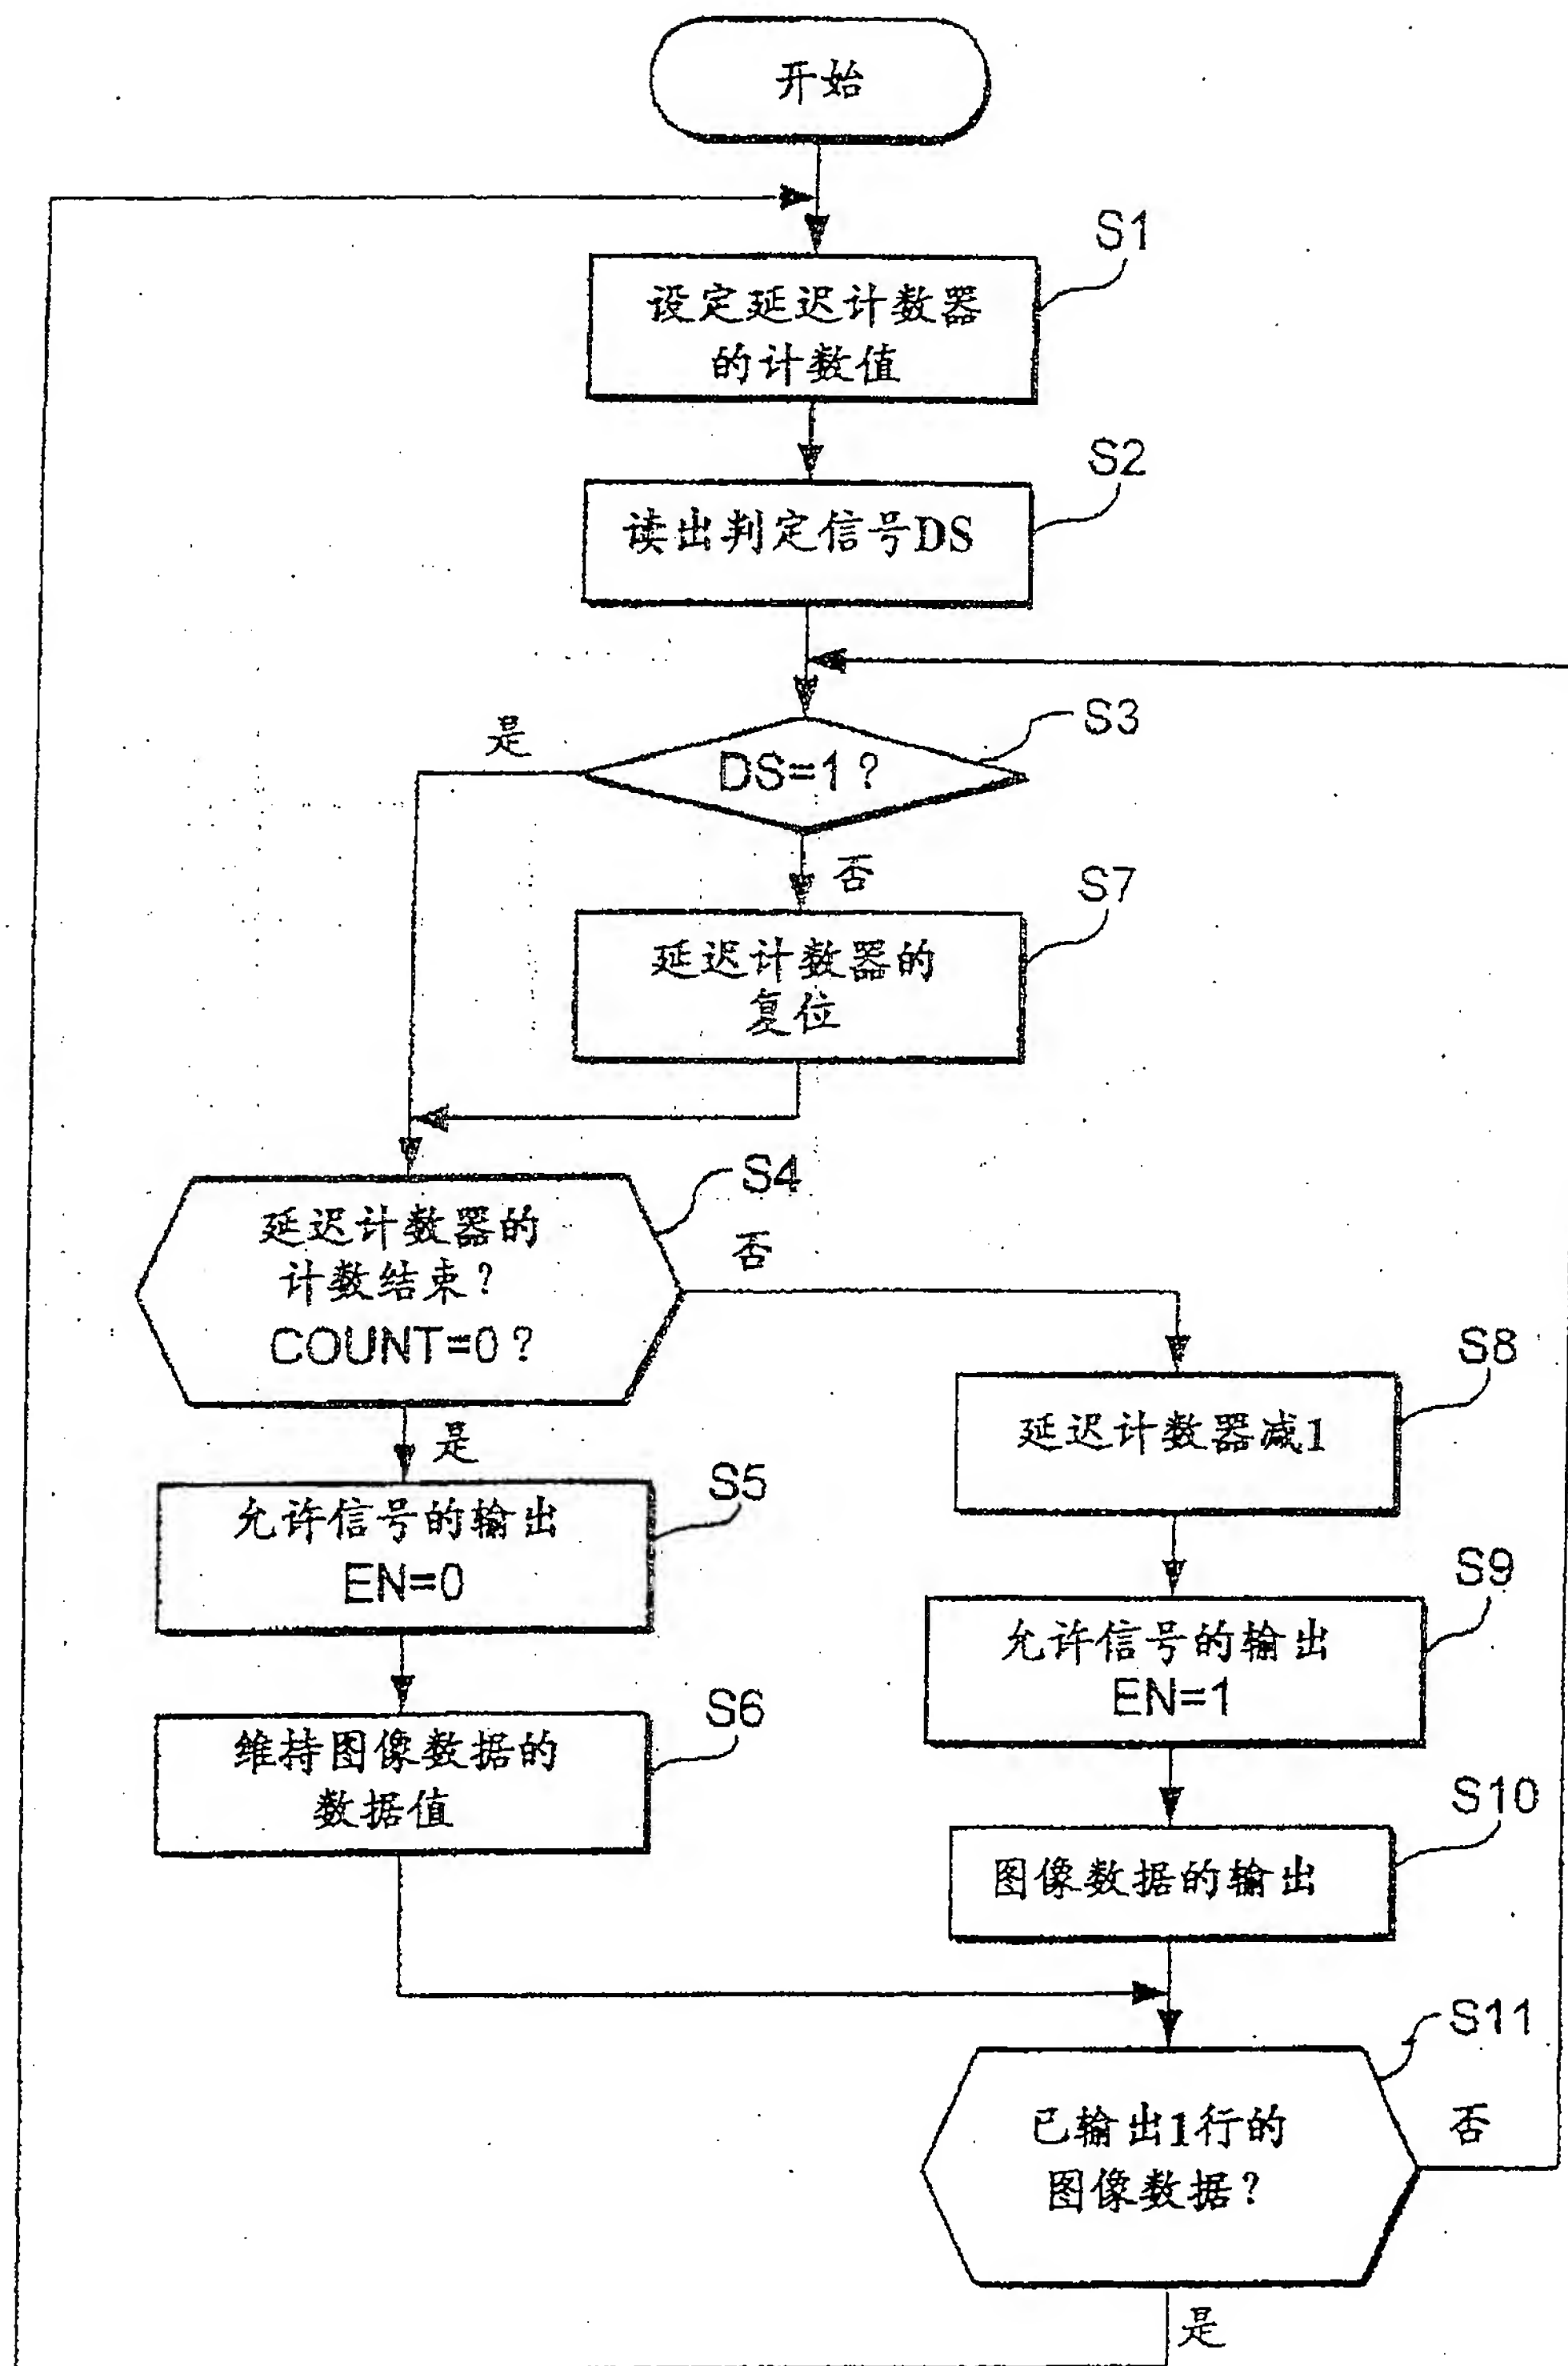 开始
S1
设定延迟计数器
的计数值
S2
读出判定信号DS
S3
是
DS=1?
否
S7
延迟计数器的
复位
S4
延迟计数器的
计数结束?
COUNT=0?
否
是
S8
延迟计数器减1
S5
允许信号的输出
EN=0
S9
允许信号的输出
EN=1
S6
维持图像数据的
数据值
S10
图像数据的输出
S11
已输出1行的
图像数据?
否
是